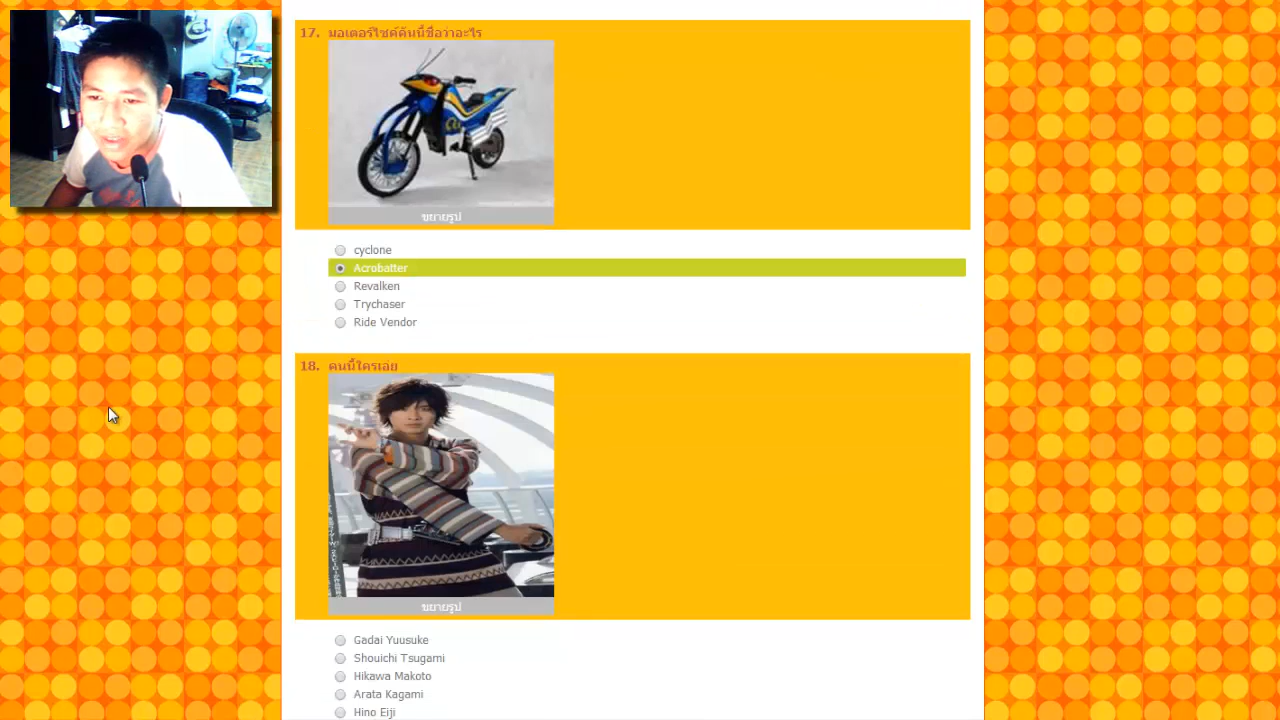 17. มอเตอร์ไซค์คันนี้ชื่อว่าอะไร
ขยายรูป
cyclone
Acrobatter
Revalken
Trychaser
Ride Vendor
18. คนนี้ใครเอ่ย
ขยายรูป
Gadai Yuusuke
Shouichi Tsugami
Hikawa Makoto
Arata Kagami
Hino Eiji